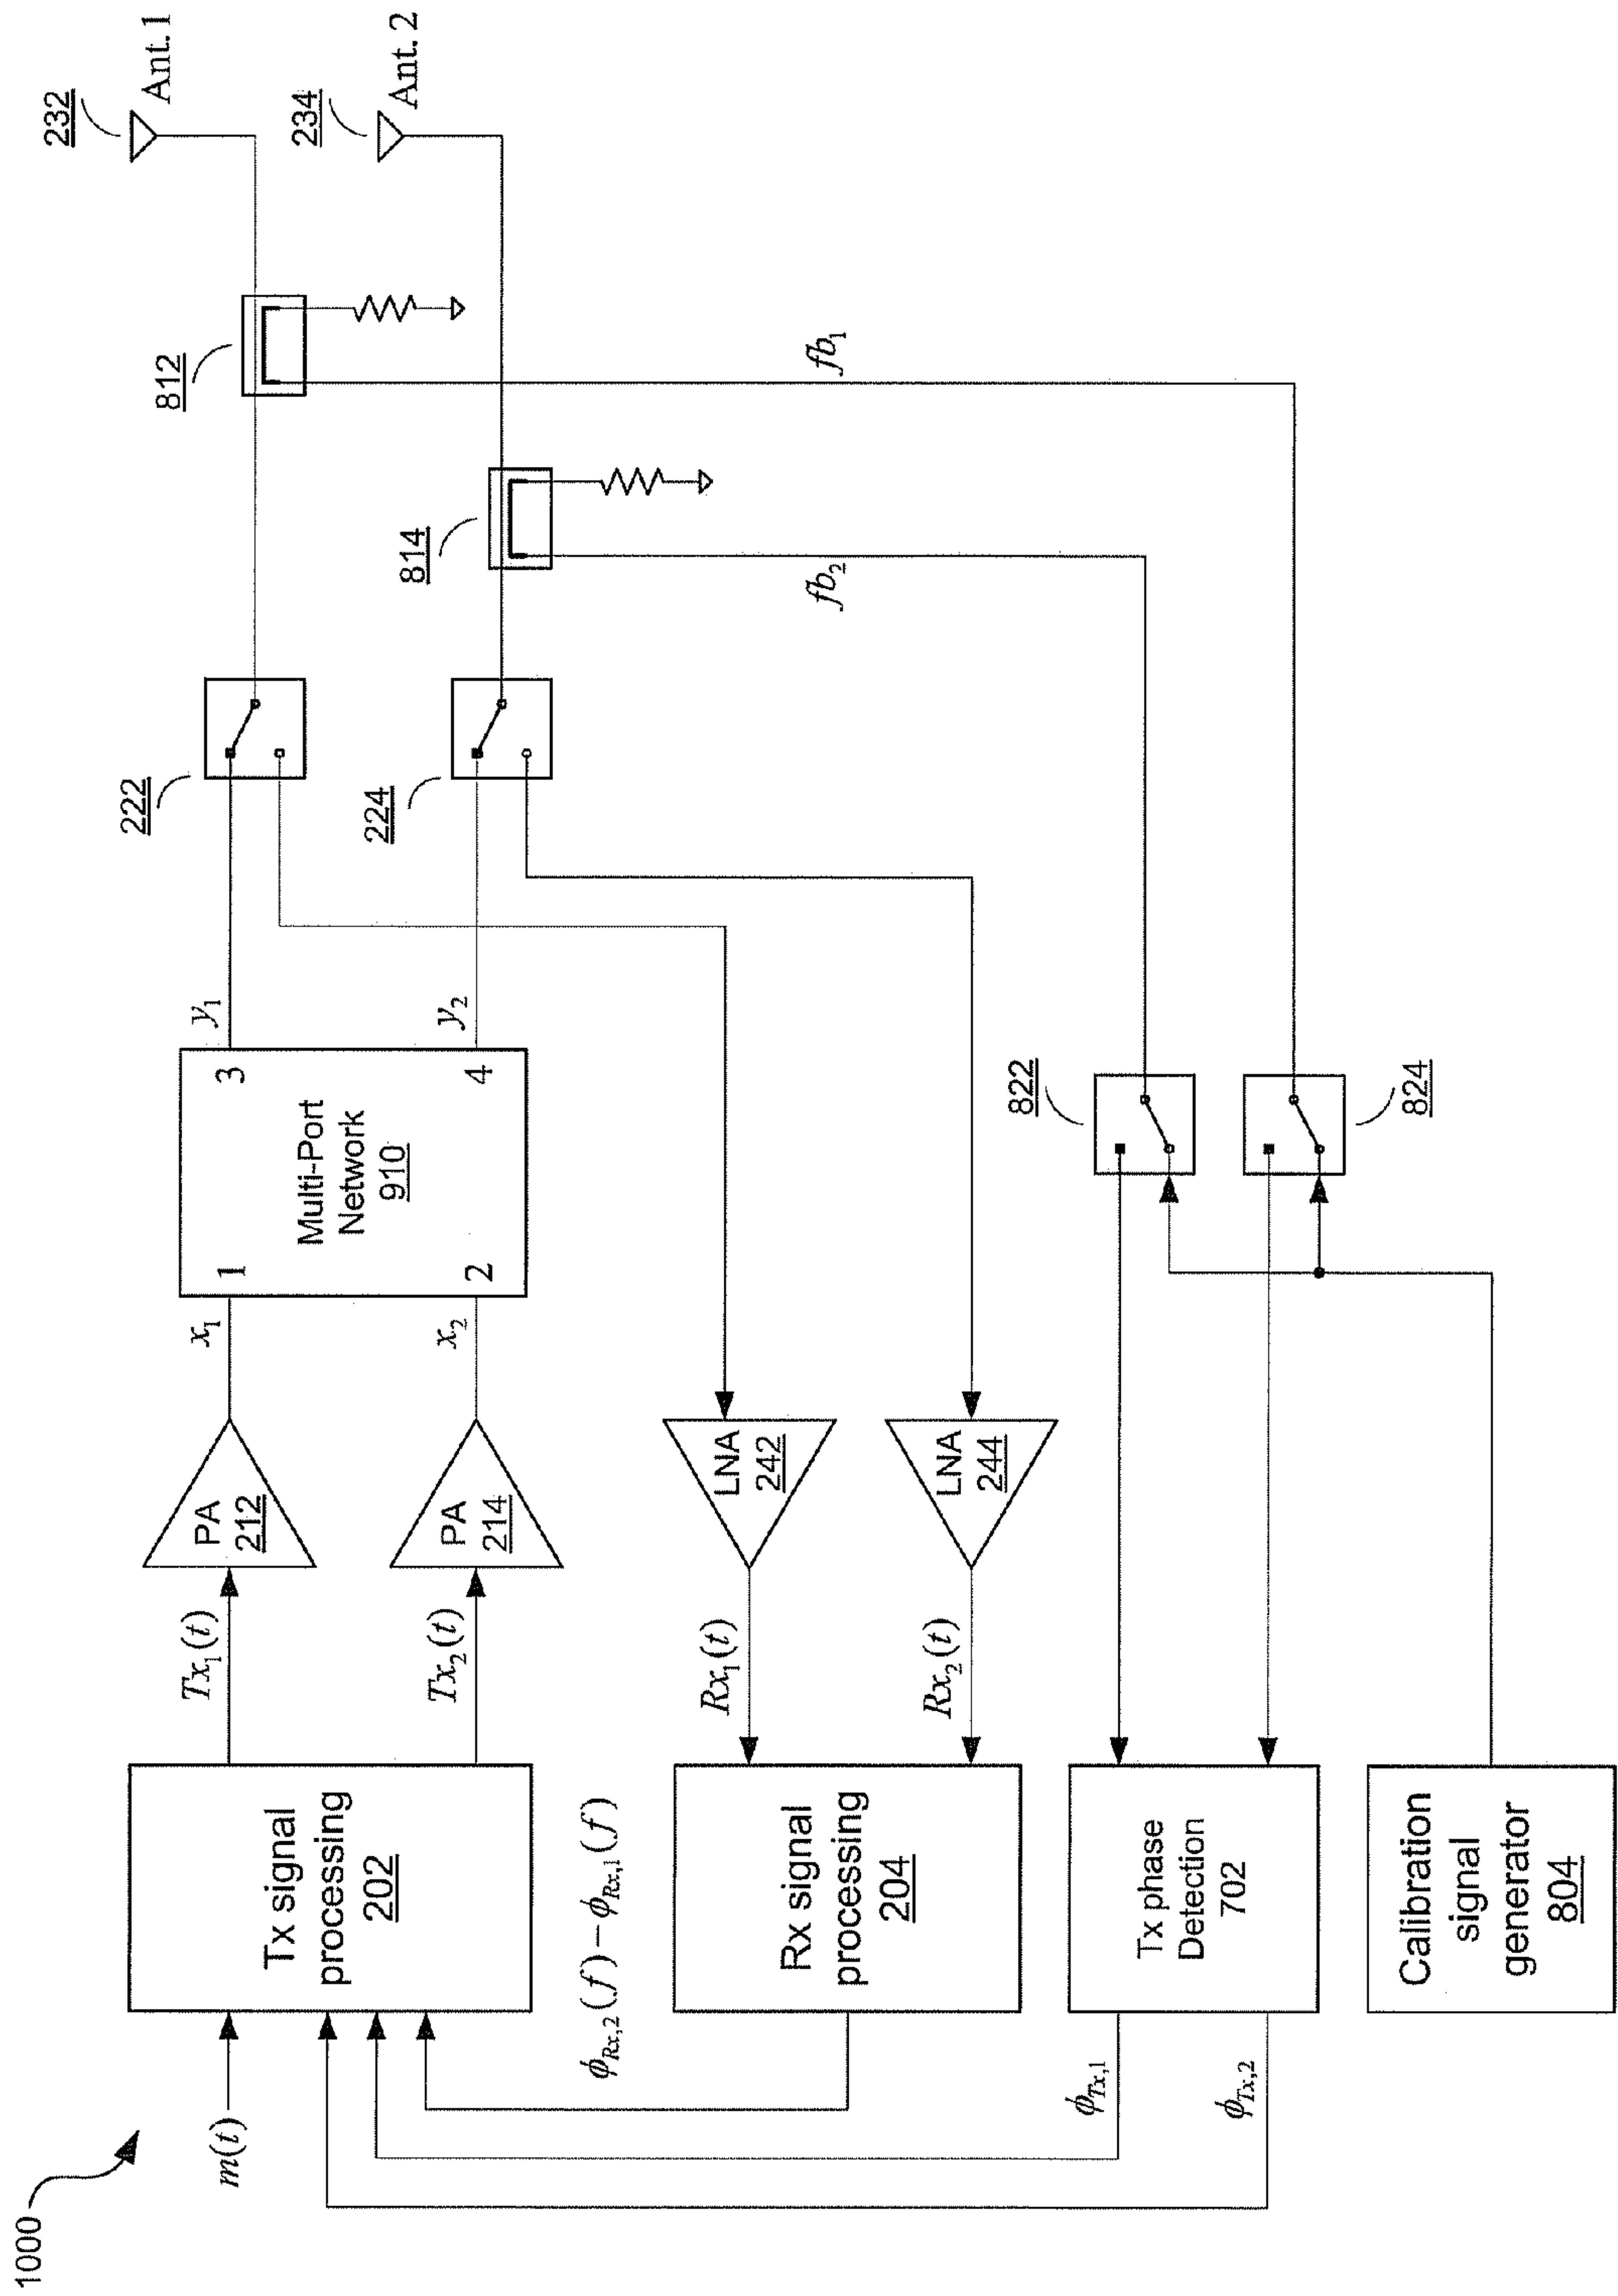 1000
m(t)
Tx signal
processing
202
Tx₁(t)
Tx₂(t)
PA
212
PA
214
x₁
x₂
1
2
3
4
Multi-Port
Network
910
y₁
y₂
222
224
812
814
232
Ant. 1
234
Ant. 2
ϕRx,2(f) − ϕRx,1(f)
Rx signal
processing
204
Rx₁(t)
Rx₂(t)
LNA
242
LNA
244
fb₂
fb₁
ϕTx,1
ϕTx,2
Tx phase
Detection
702
822
824
Calibration
signal
generator
804